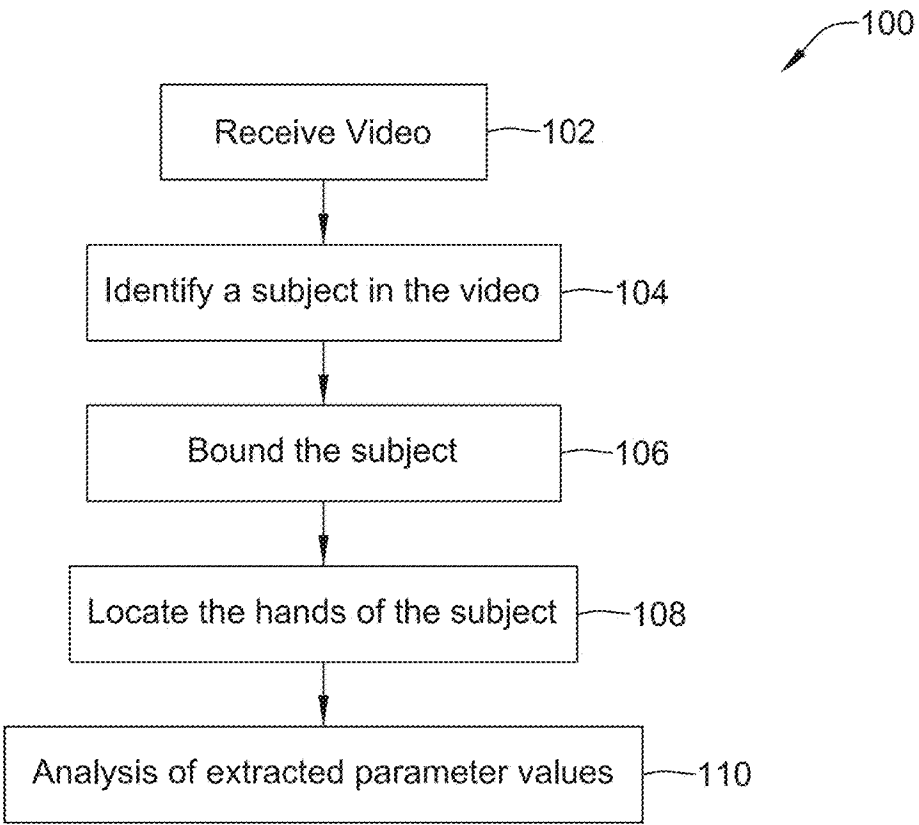 100
Receive Video 102
Identify a subject in the video 104
Bound the subject 106
Locate the hands of the subject 108
Analysis of extracted parameter values 110